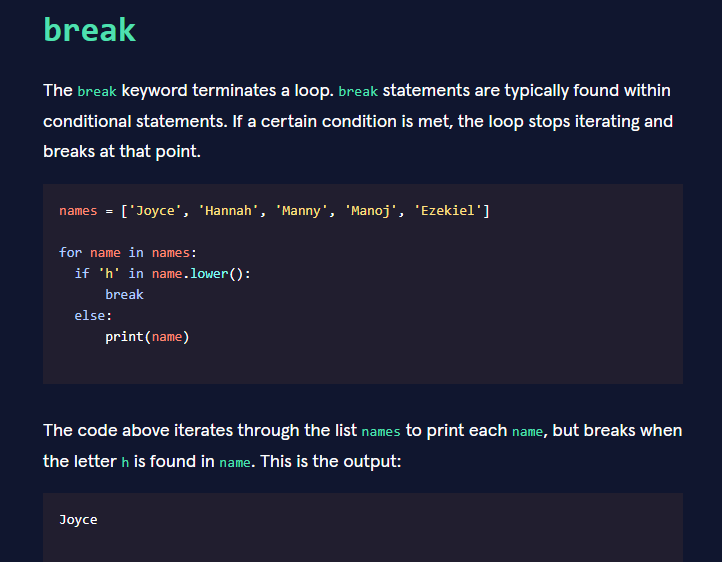 break
The break keyword terminates a loop. break statements are typically found within
conditional statements. If a certain condition is met, the loop stops iterating and
breaks at that point.
names = ['Joyce', 'Hannah', 'Manny', 'Manoj', 'Ezekiel']
for name in names:
  if 'h' in name.lower():
      break
  else:
      print(name)
The code above iterates through the list names to print each name, but breaks when
the letter h is found in name. This is the output:
Joyce